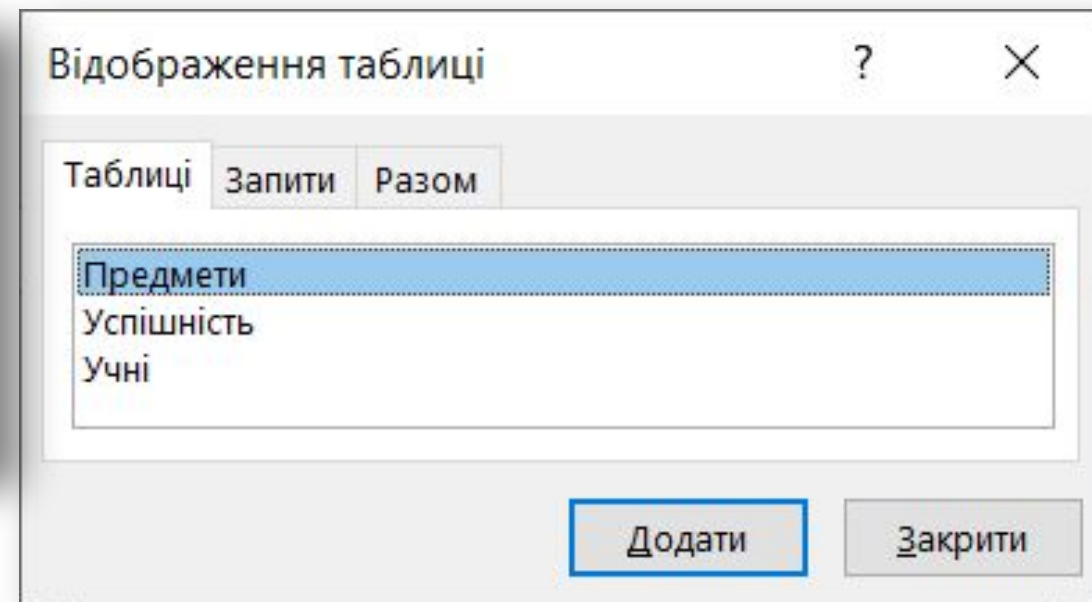 Відображення таблиці ?
Таблиці Запити Разом
Предмети
Успішність
Учні
Додати Закрити